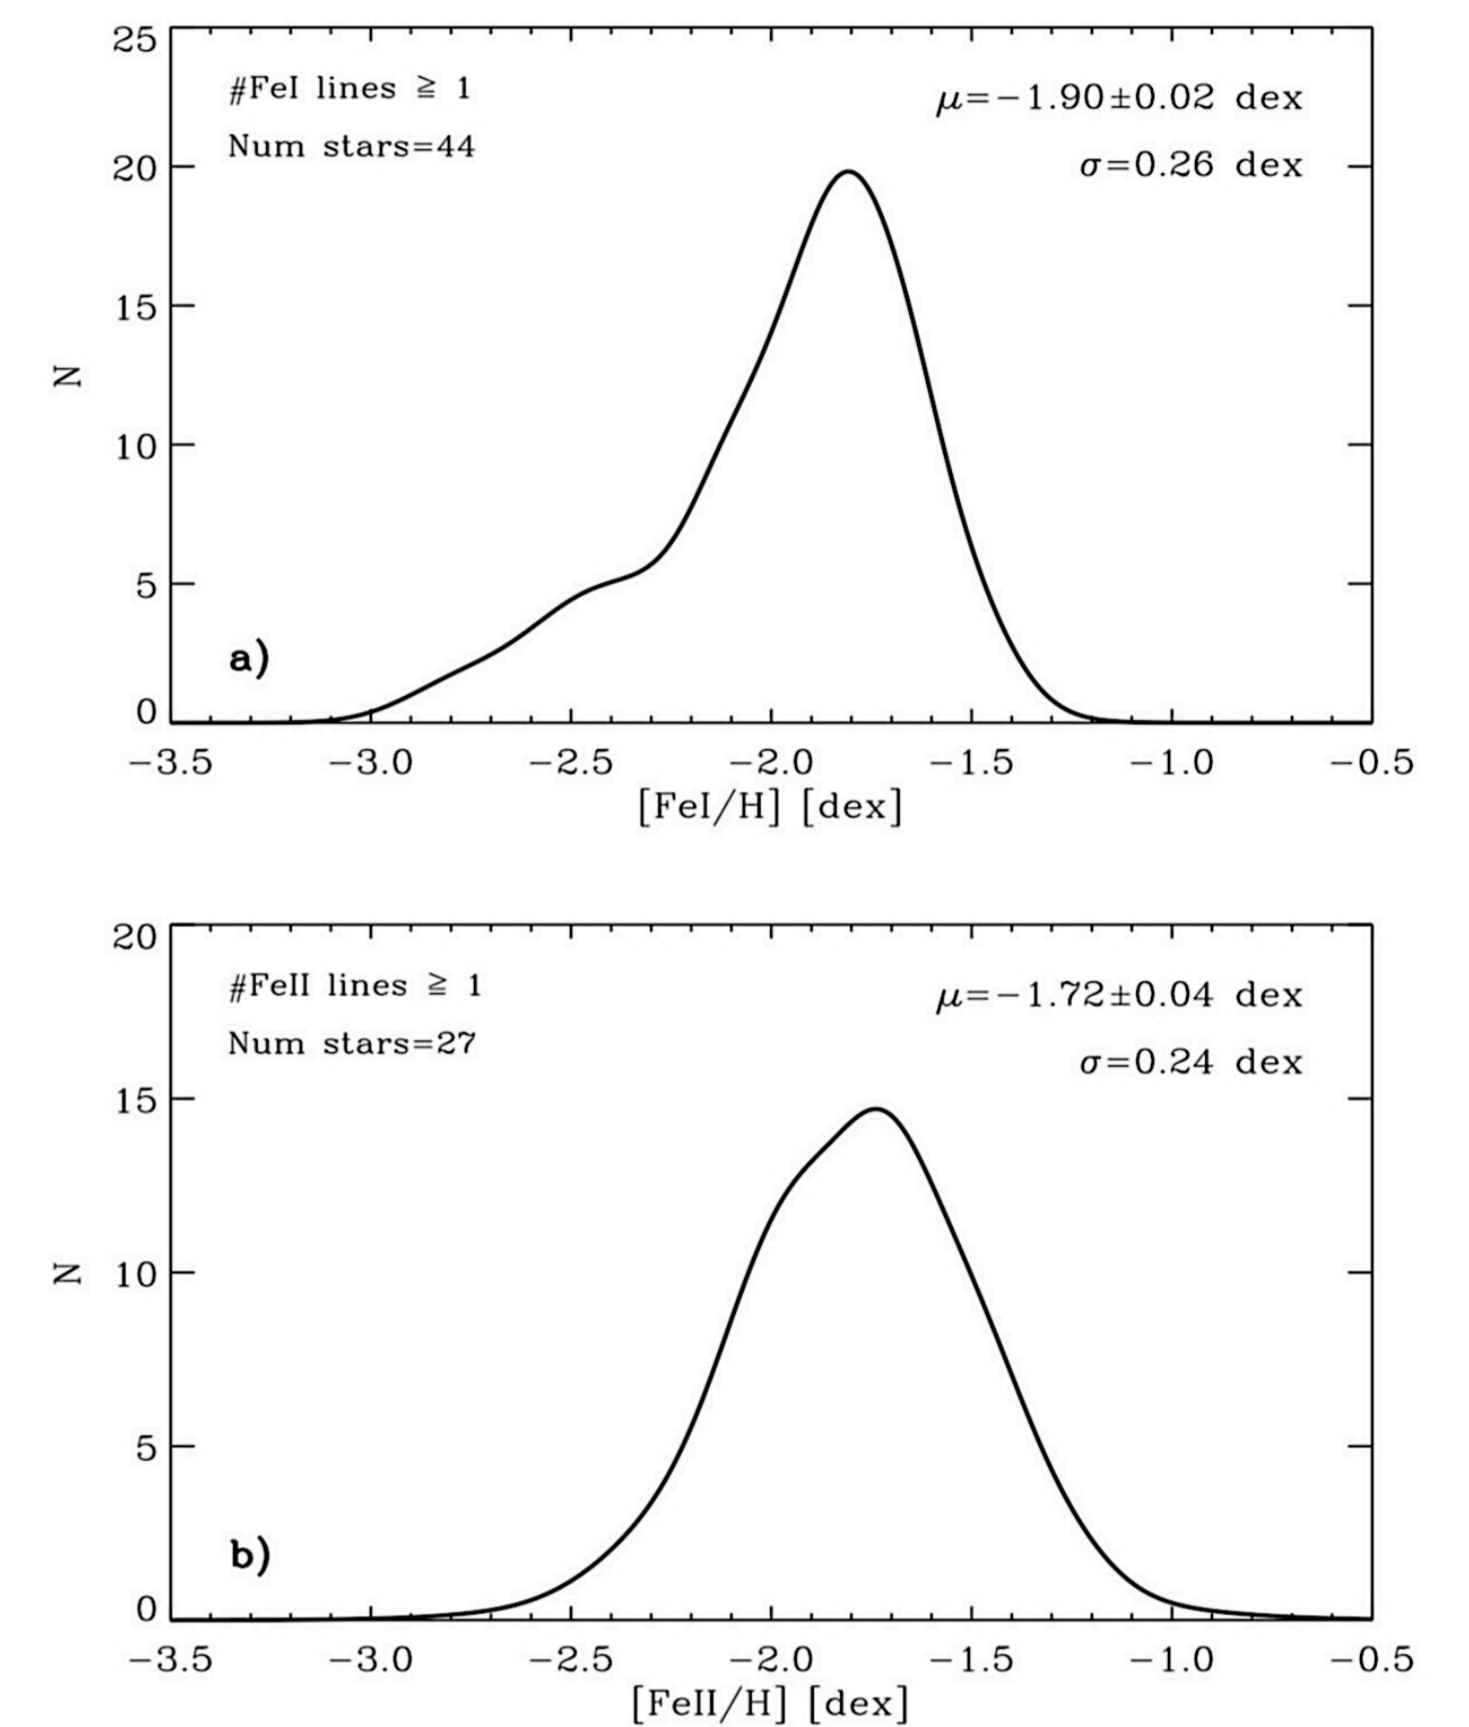 25
#FeI lines ≧ 1
μ=−1.90±0.02 dex
Num stars=44
σ=0.26 dex
20
15
N
10
5
a)
0
−3.5 −3.0 −2.5 −2.0 −1.5 −1.0 −0.5
[FeI/H] [dex]
20
#FeII lines ≧ 1
μ=−1.72±0.04 dex
Num stars=27
σ=0.24 dex
15
N
10
5
b)
0
−3.5 −3.0 −2.5 −2.0 −1.5 −1.0 −0.5
[FeII/H] [dex]